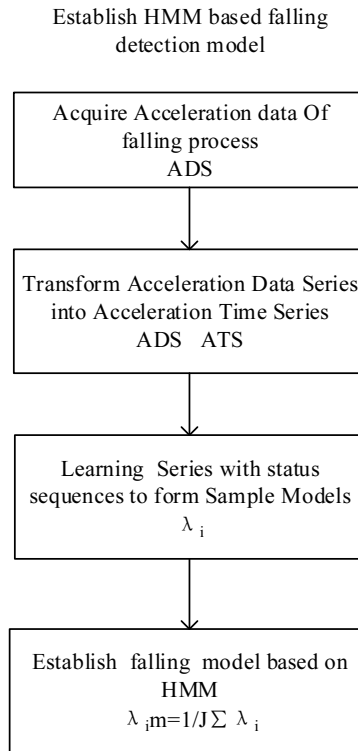 Establish HMM based falling
detection model
Acquire Acceleration data Of
falling process
ADS
Transform Acceleration Data Series
into Acceleration Time Series
ADS ATS
Learning Series with status
sequences to form Sample Models
λ i
Establish falling model based on
HMM
λ im=1/J∑ λ i